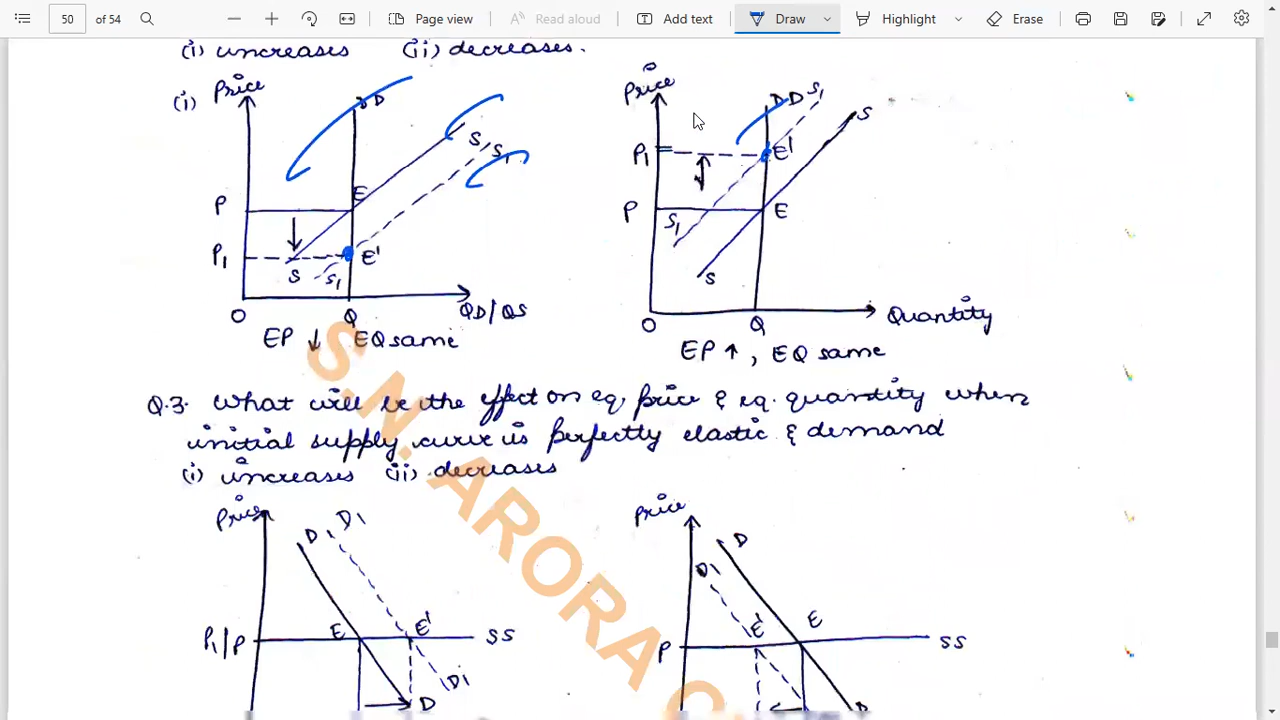 50 of 54 Page view Read aloud Add text Draw Highlight Erase
(i) increases (ii) decreases.
(i) Price DD S S1 E P P1 E' S S1 O Q QD/QS
EP ↓ EQ same
Price DD S1 S P1 E' P E S1 S O Q Quantity
EP ↑, EQ same
Q.3. What will be the effect on eq. price & eq. quantity when
initial supply curve is perfectly elastic & demand
(i) increases (ii) decreases
Price D D1 P1/P E E' SS D1 D
Price D D1 E' E P SS D
S.N. ARORA